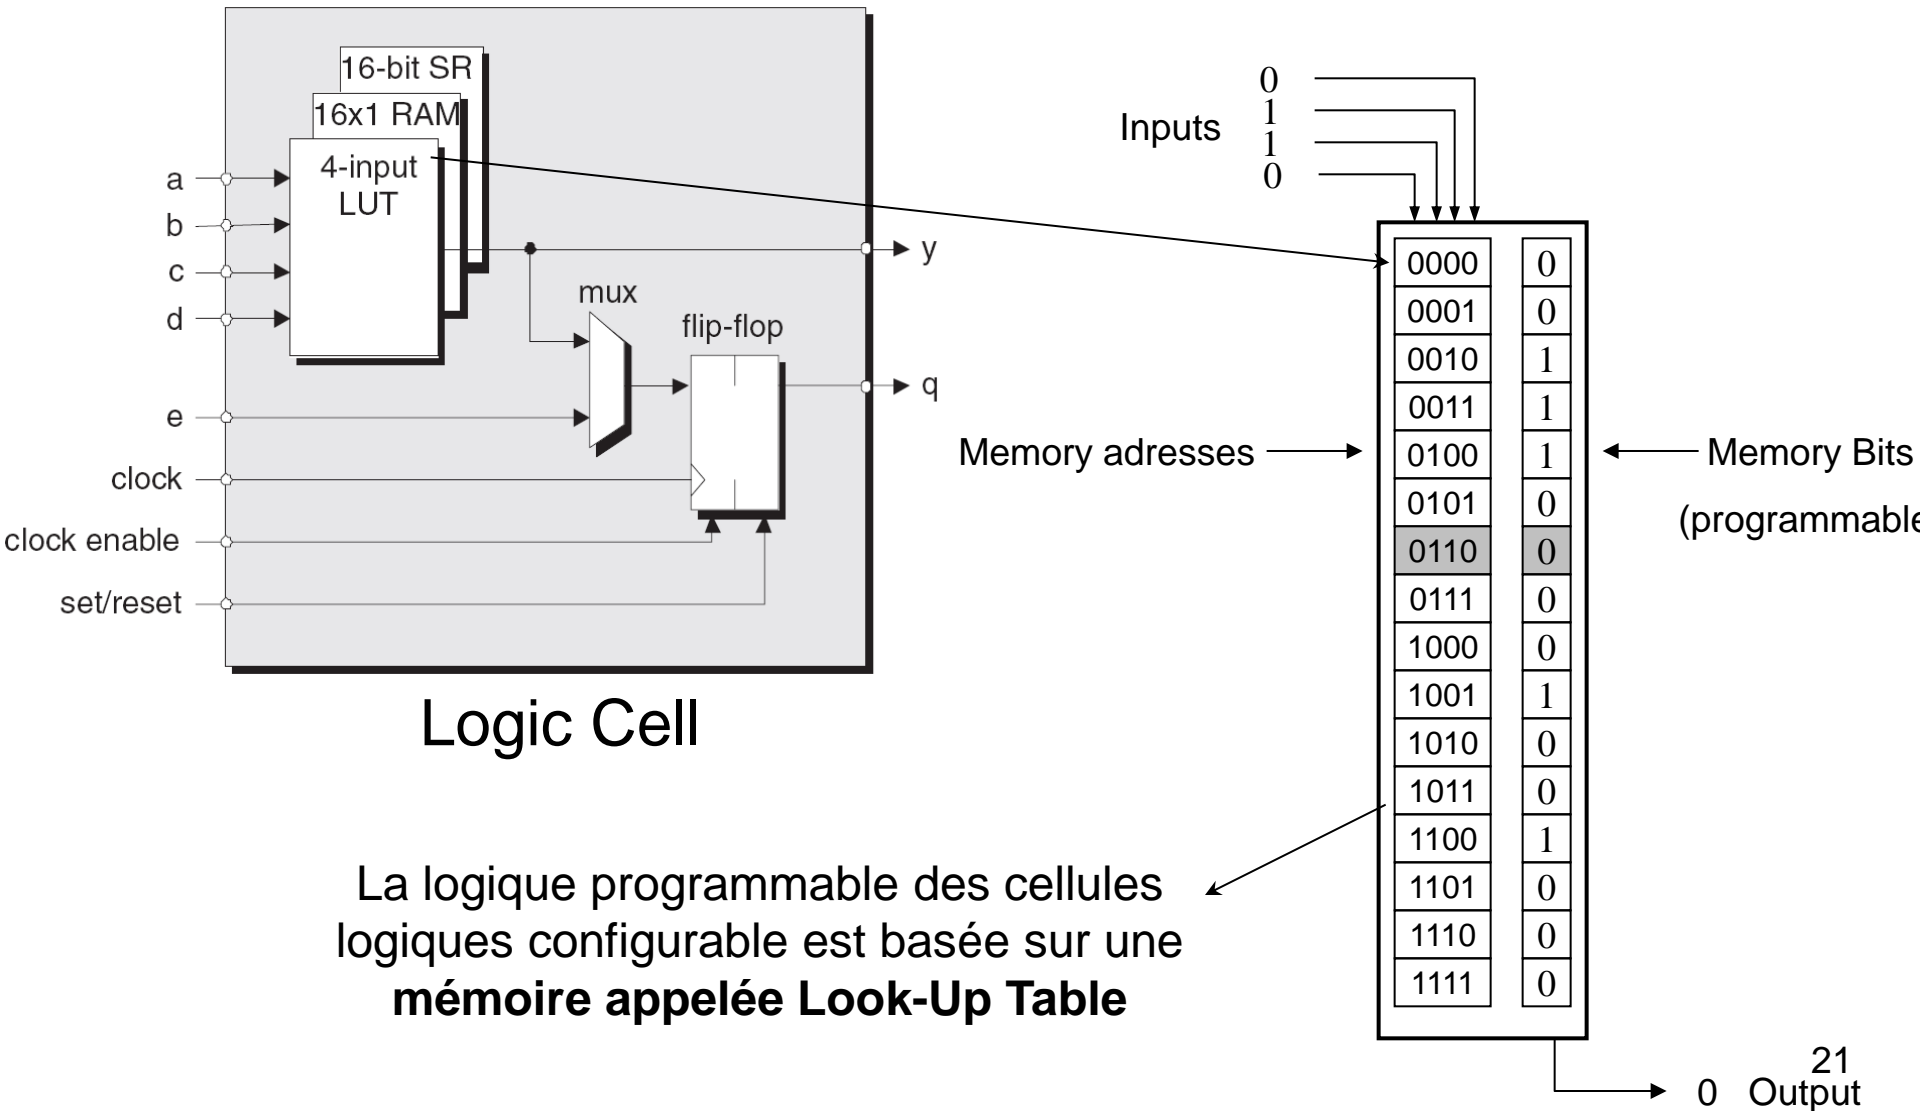 16-bit SR
16x1 RAM
4-input
LUT
a
b
c
d
e
clock
clock enable
set/reset
mux
flip-flop
y
q
Logic Cell
Inputs
0
1
1
0
Memory adresses
0000 0
0001 0
0010 1
0011 1
0100 1
0101 0
0110 0
0111 0
1000 0
1001 1
1010 0
1011 0
1100 1
1101 0
1110 0
1111 0
Memory Bits
(programmable
La logique programmable des cellules
logiques configurable est basée sur une
mémoire appelée Look-Up Table
0 Output
21